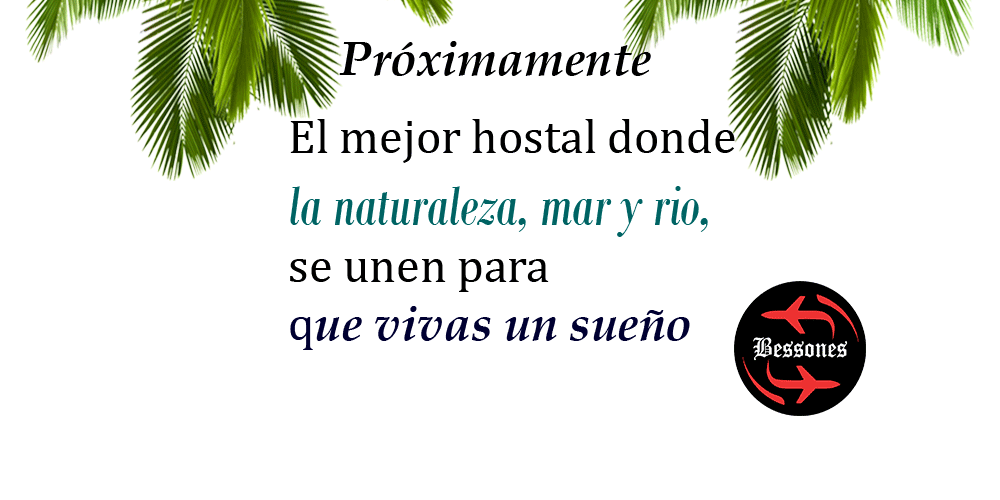 Próximamente
El mejor hostal donde
la naturaleza, mar y rio,
se unen para
que vivas un sueño
Bessones